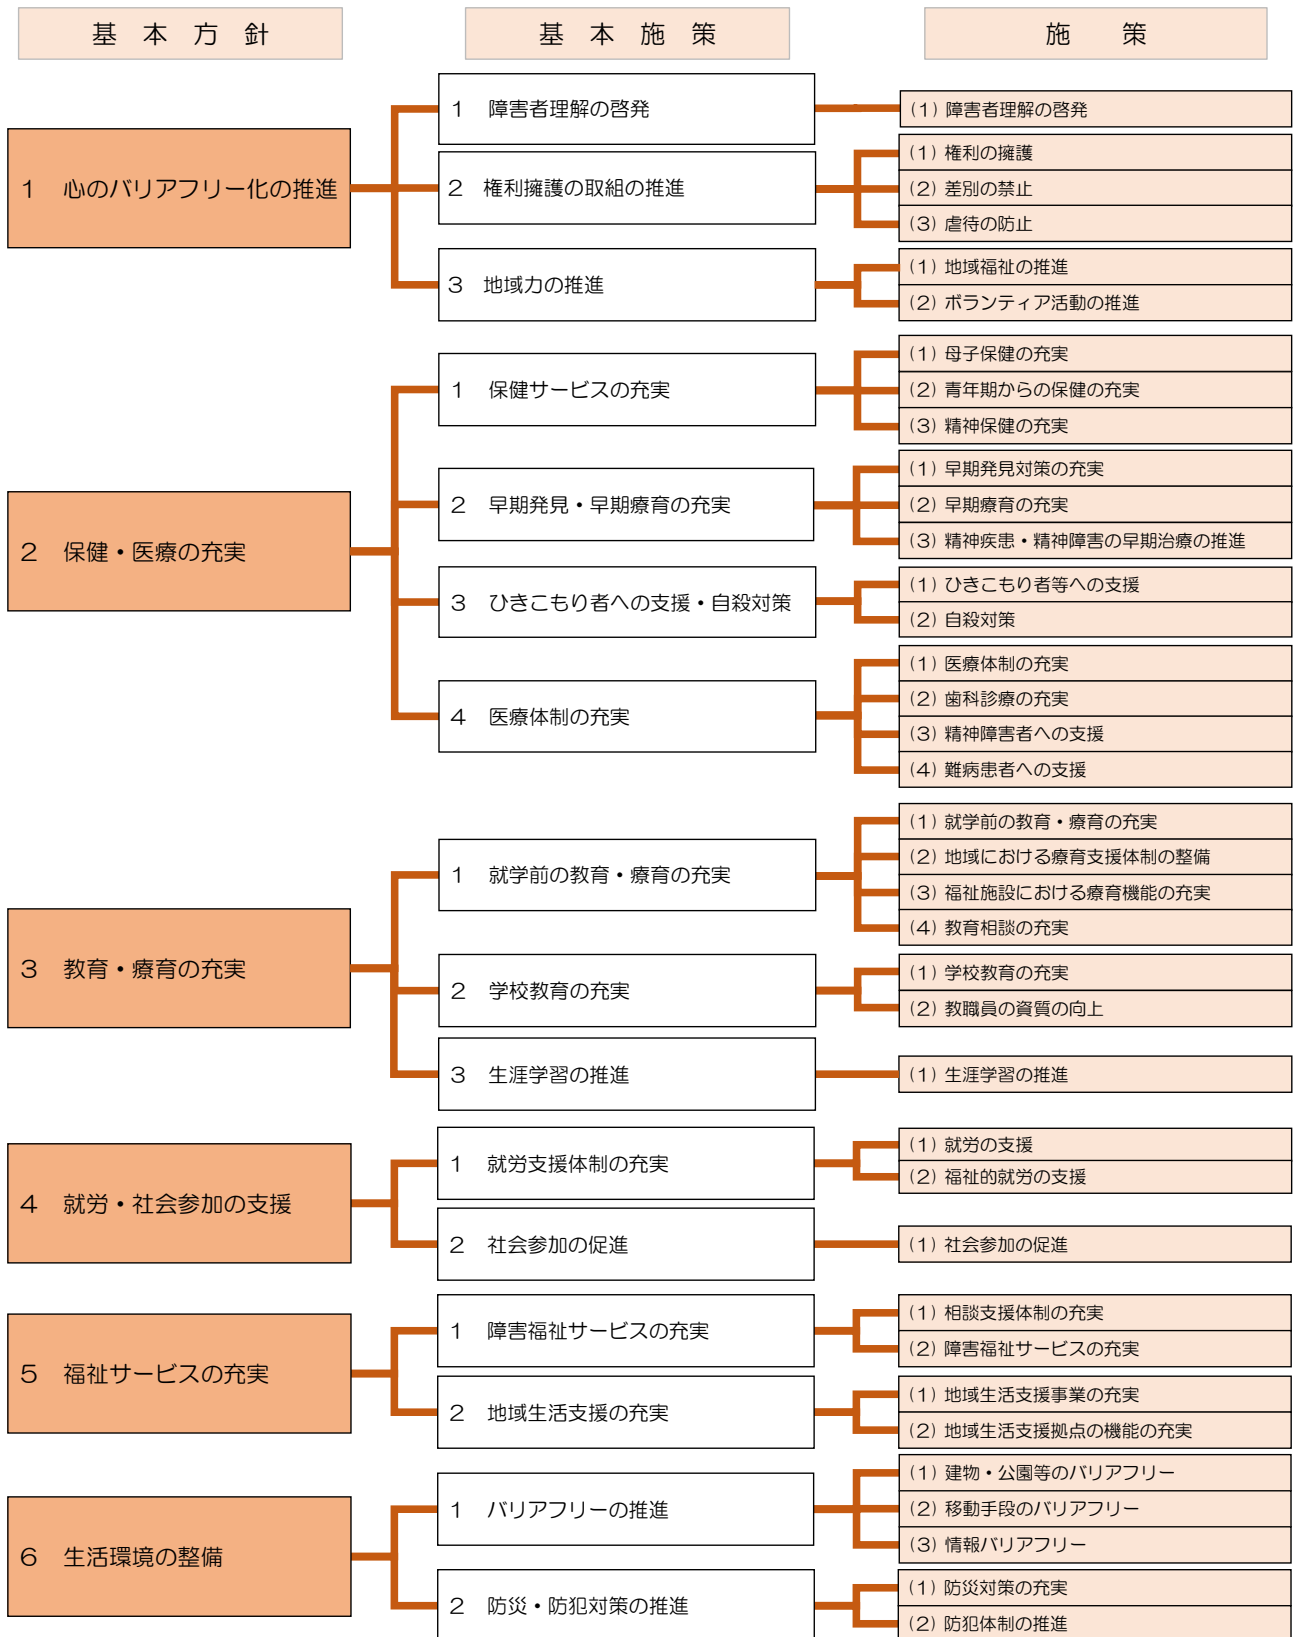 基本方針
基本施策
施策
1 心のバリアフリー化の推進
1 障害者理解の啓発
(1) 障害者理解の啓発
2 権利擁護の取組の推進
(1) 権利の擁護
(2) 差別の禁止
(3) 虐待の防止
3 地域力の推進
(1) 地域福祉の推進
(2) ボランティア活動の推進
2 保健・医療の充実
1 保健サービスの充実
(1) 母子保健の充実
(2) 青年期からの保健の充実
(3) 精神保健の充実
2 早期発見・早期療育の充実
(1) 早期発見対策の充実
(2) 早期療育の充実
(3) 精神疾患・精神障害の早期治療の推進
3 ひきこもり者への支援・自殺対策
(1) ひきこもり者等への支援
(2) 自殺対策
4 医療体制の充実
(1) 医療体制の充実
(2) 歯科診療の充実
(3) 精神障害者への支援
(4) 難病患者への支援
3 教育・療育の充実
1 就学前の教育・療育の充実
(1) 就学前の教育・療育の充実
(2) 地域における療育支援体制の整備
(3) 福祉施設における療育機能の充実
(4) 教育相談の充実
2 学校教育の充実
(1) 学校教育の充実
(2) 教職員の資質の向上
3 生涯学習の推進
(1) 生涯学習の推進
4 就労・社会参加の支援
1 就労支援体制の充実
(1) 就労の支援
(2) 福祉的就労の支援
2 社会参加の促進
(1) 社会参加の促進
5 福祉サービスの充実
1 障害福祉サービスの充実
(1) 相談支援体制の充実
(2) 障害福祉サービスの充実
2 地域生活支援の充実
(1) 地域生活支援事業の充実
(2) 地域生活支援拠点の機能の充実
6 生活環境の整備
1 バリアフリーの推進
(1) 建物・公園等のバリアフリー
(2) 移動手段のバリアフリー
(3) 情報バリアフリー
2 防災・防犯対策の推進
(1) 防災対策の充実
(2) 防犯体制の推進